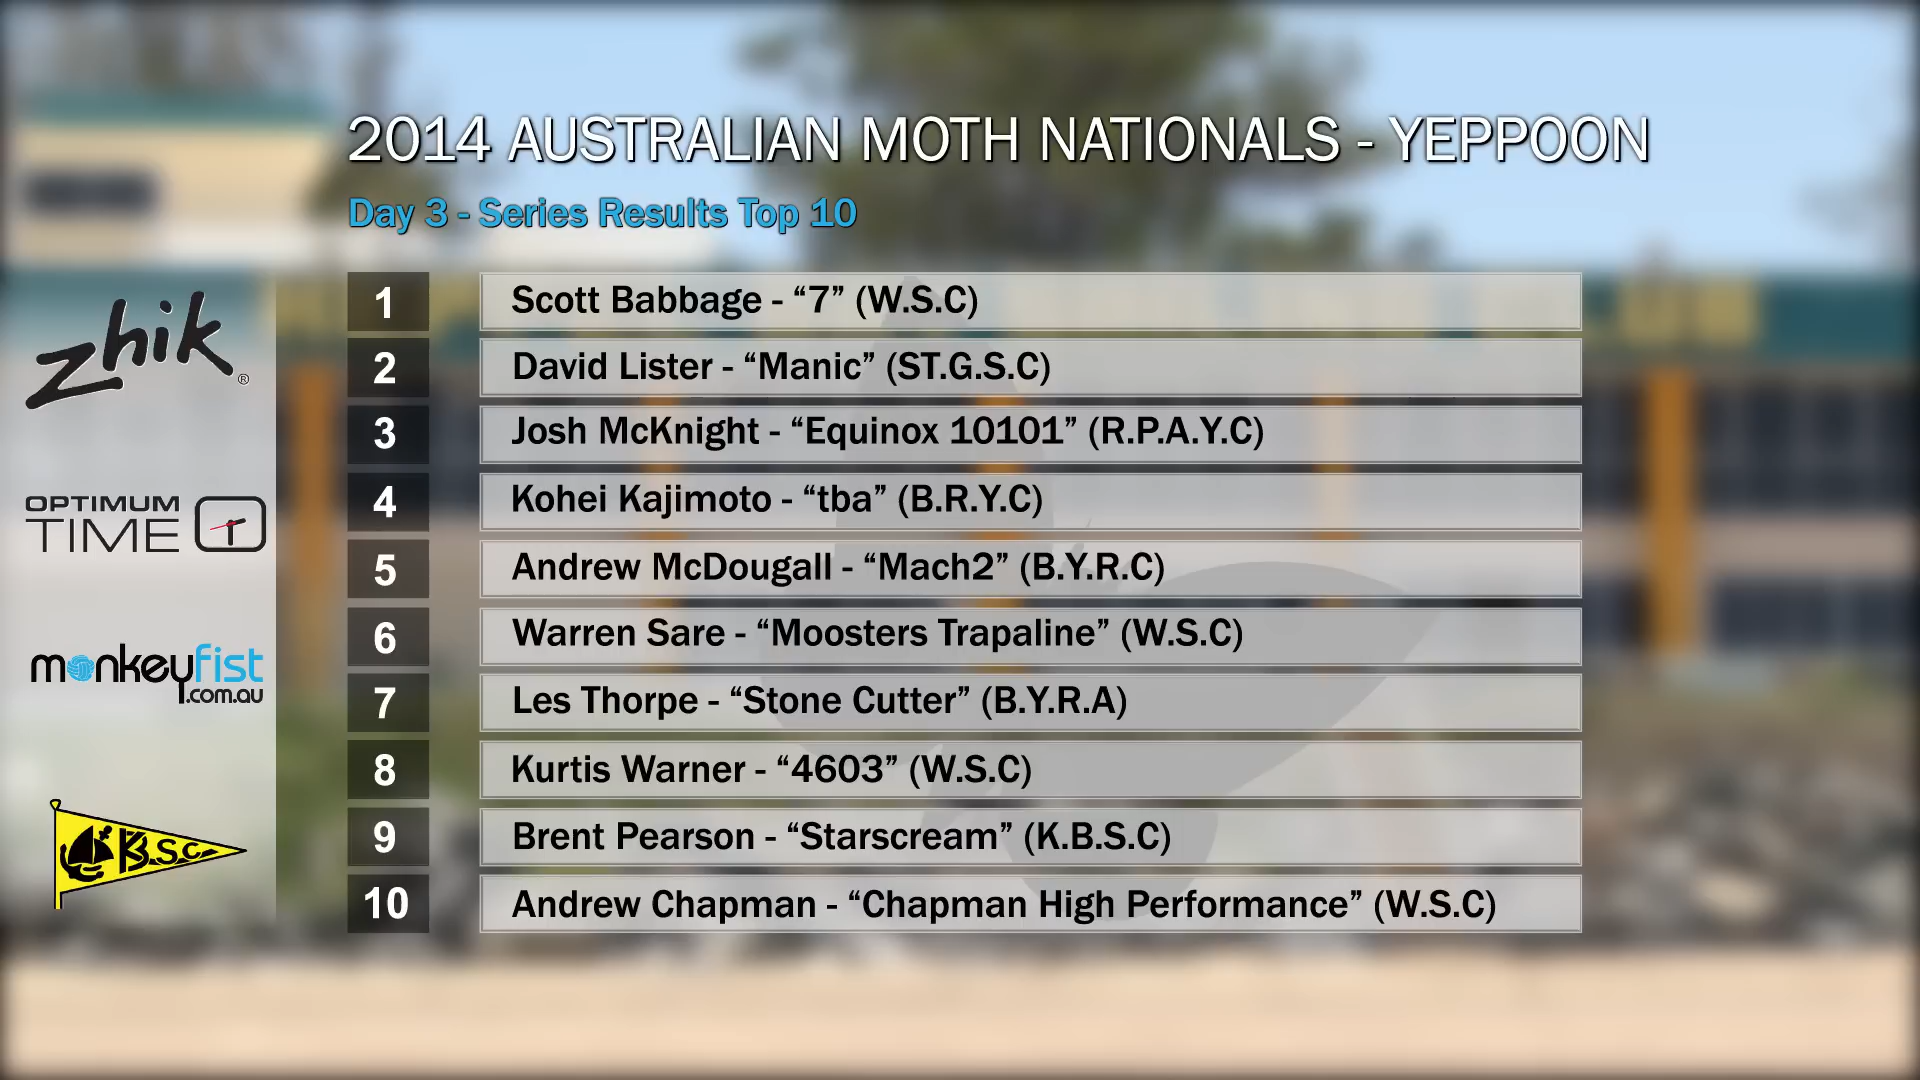 2014 AUSTRALIAN MOTH NATIONALS - YEPPOON
Day 3 - Series Results Top 10
1 Scott Babbage - “7” (W.S.C)
2 David Lister - “Manic” (ST.G.S.C)
3 Josh McKnight - “Equinox 10101” (R.P.A.Y.C)
4 Kohei Kajimoto - “tba” (B.R.Y.C)
5 Andrew McDougall - “Mach2” (B.Y.R.C)
6 Warren Sare - “Moosters Trapaline” (W.S.C)
7 Les Thorpe - “Stone Cutter” (B.Y.R.A)
8 Kurtis Warner - “4603” (W.S.C)
9 Brent Pearson - “Starscream” (K.B.S.C)
10 Andrew Chapman - “Chapman High Performance” (W.S.C)
zhik®
OPTIMUM
TIME
monkeyfist
.com.au
K.B.S.C.